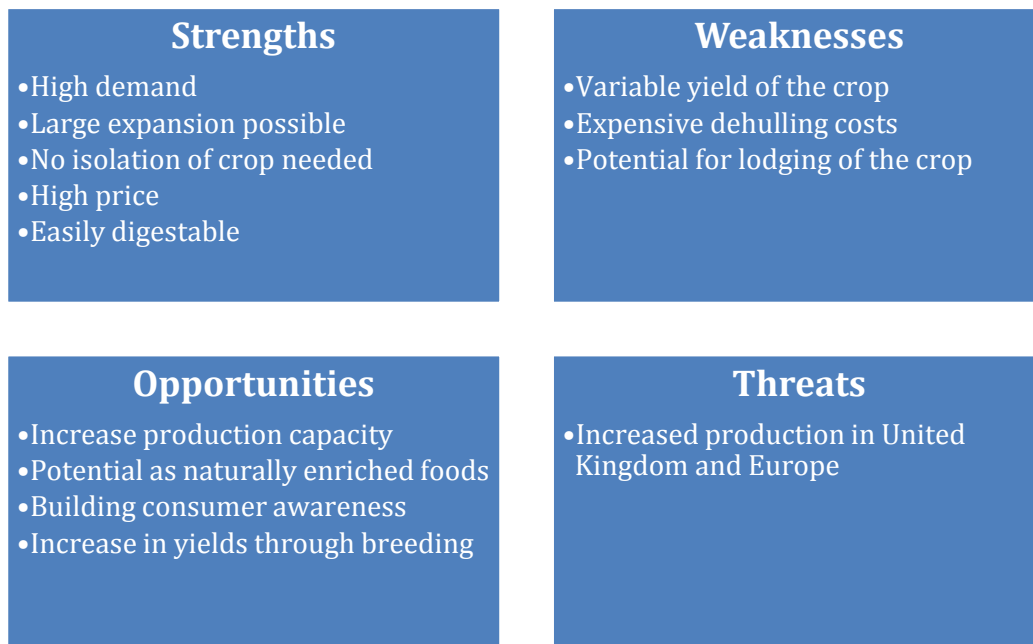 Strengths
•High demand
•Large expansion possible
•No isolation of crop needed
•High price
•Easily digestable
Weaknesses
•Variable yield of the crop
•Expensive dehulling costs
•Potential for lodging of the crop
Opportunities
•Increase production capacity
•Potential as naturally enriched foods
•Building consumer awareness
•Increase in yields through breeding
Threats
•Increased production in United
Kingdom and Europe